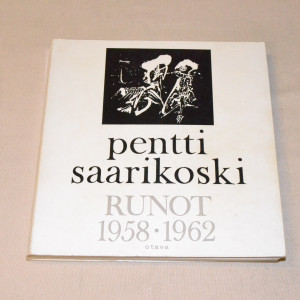 pentti
saarikoski
RUNOT
1958·1962
otava